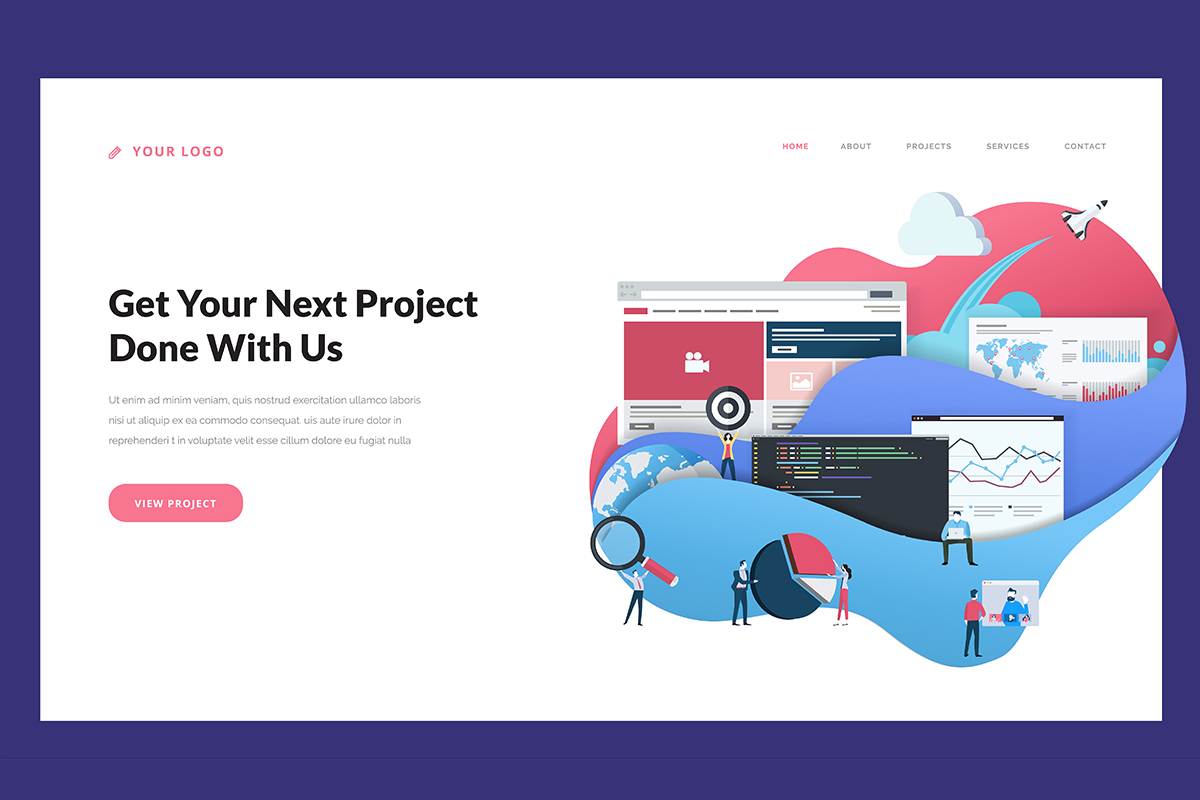 YOUR LOGO
HOME ABOUT PROJECTS SERVICES CONTACT
Get Your Next Project
Done With Us
Ut enim ad minim veniam, quis nostrud exercitation ullamco laboris
nisi ut aliquip ex ea commodo consequat. uis aute irure dolor in
reprehenderi t in voluptate velit esse cillum dolore eu fugiat nulla
VIEW PROJECT